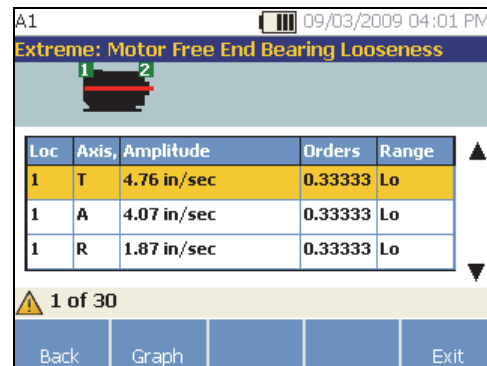 A1 09/03/2009 04:01 PM
Extreme: Motor Free End Bearing Looseness
1 2
Loc Axis, Amplitude Orders Range
1 T 4.76 in/sec 0.33333 Lo
1 A 4.07 in/sec 0.33333 Lo
1 R 1.87 in/sec 0.33333 Lo
1 of 30
Back Graph Exit